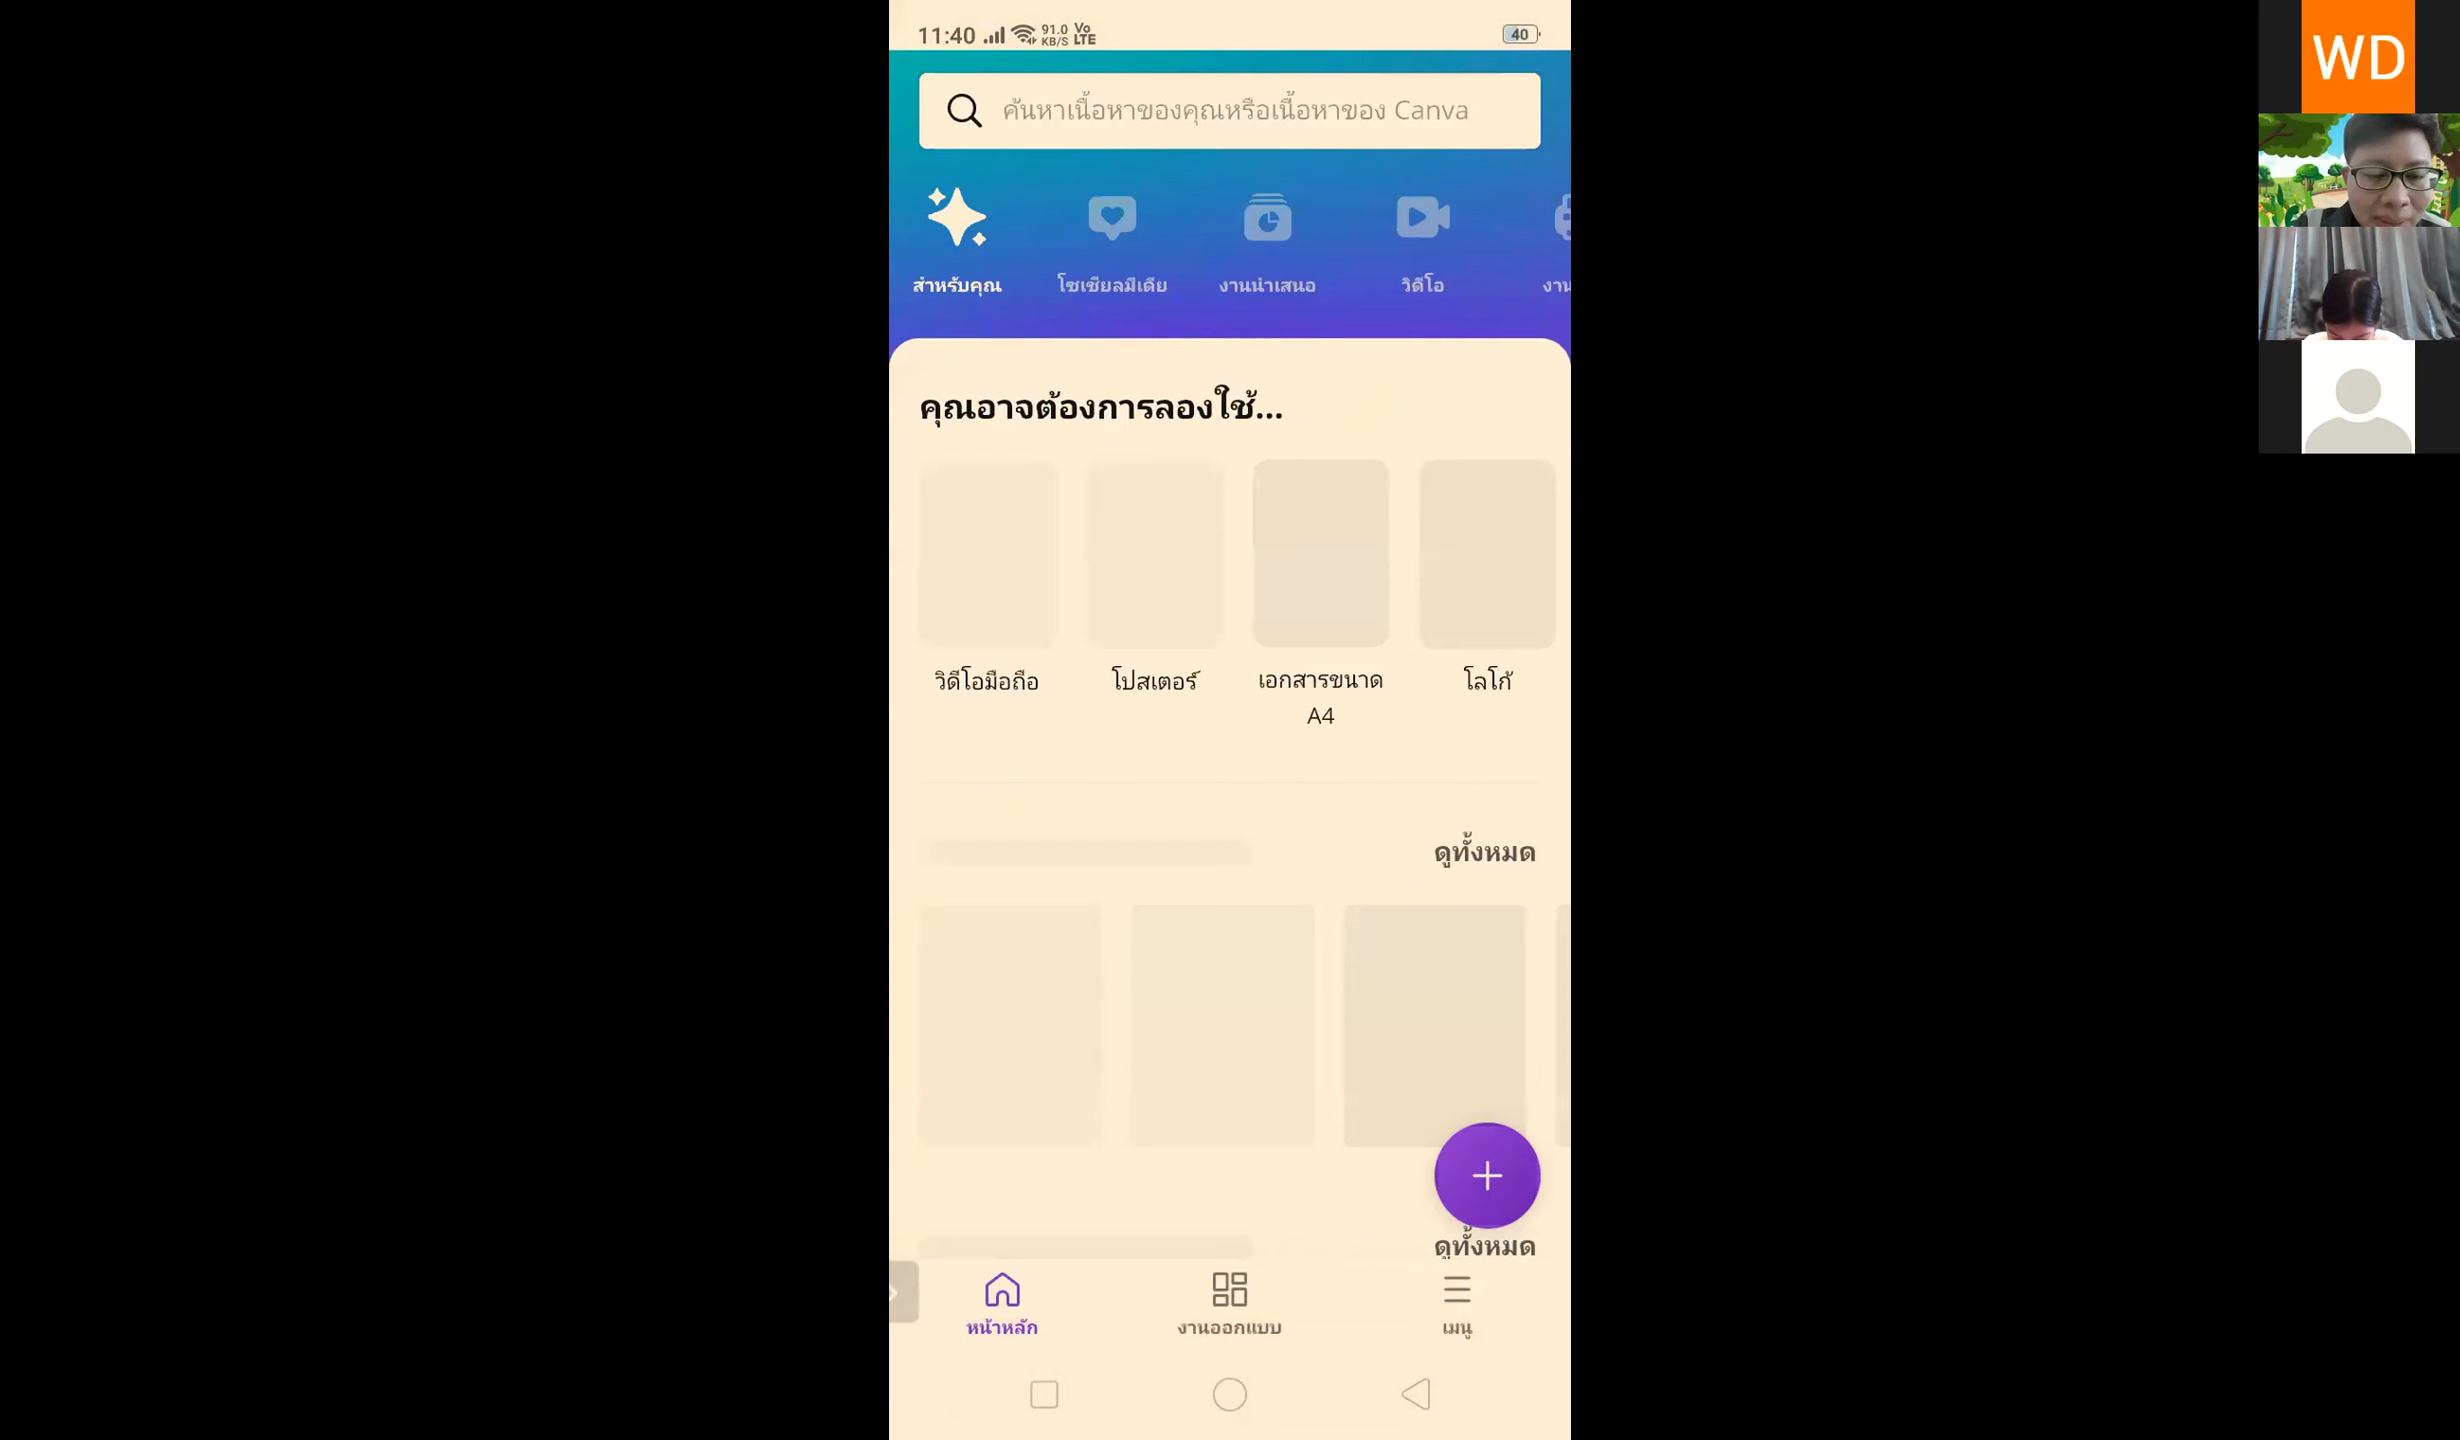 11:40 91.0 KB/S Vo LTE 40
WD
ค้นหาเนื้อหาของคุณหรือเนื้อหาของ Canva
สำหรับคุณ โซเชียลมีเดีย งานนำเสนอ วิดีโอ งาน
คุณอาจต้องการลองใช้...
วิดีโอมือถือ โปสเตอร์ เอกสารขนาด โลโก้
A4
ดูทั้งหมด
ดูทั้งหมด
หน้าหลัก งานออกแบบ เมนู